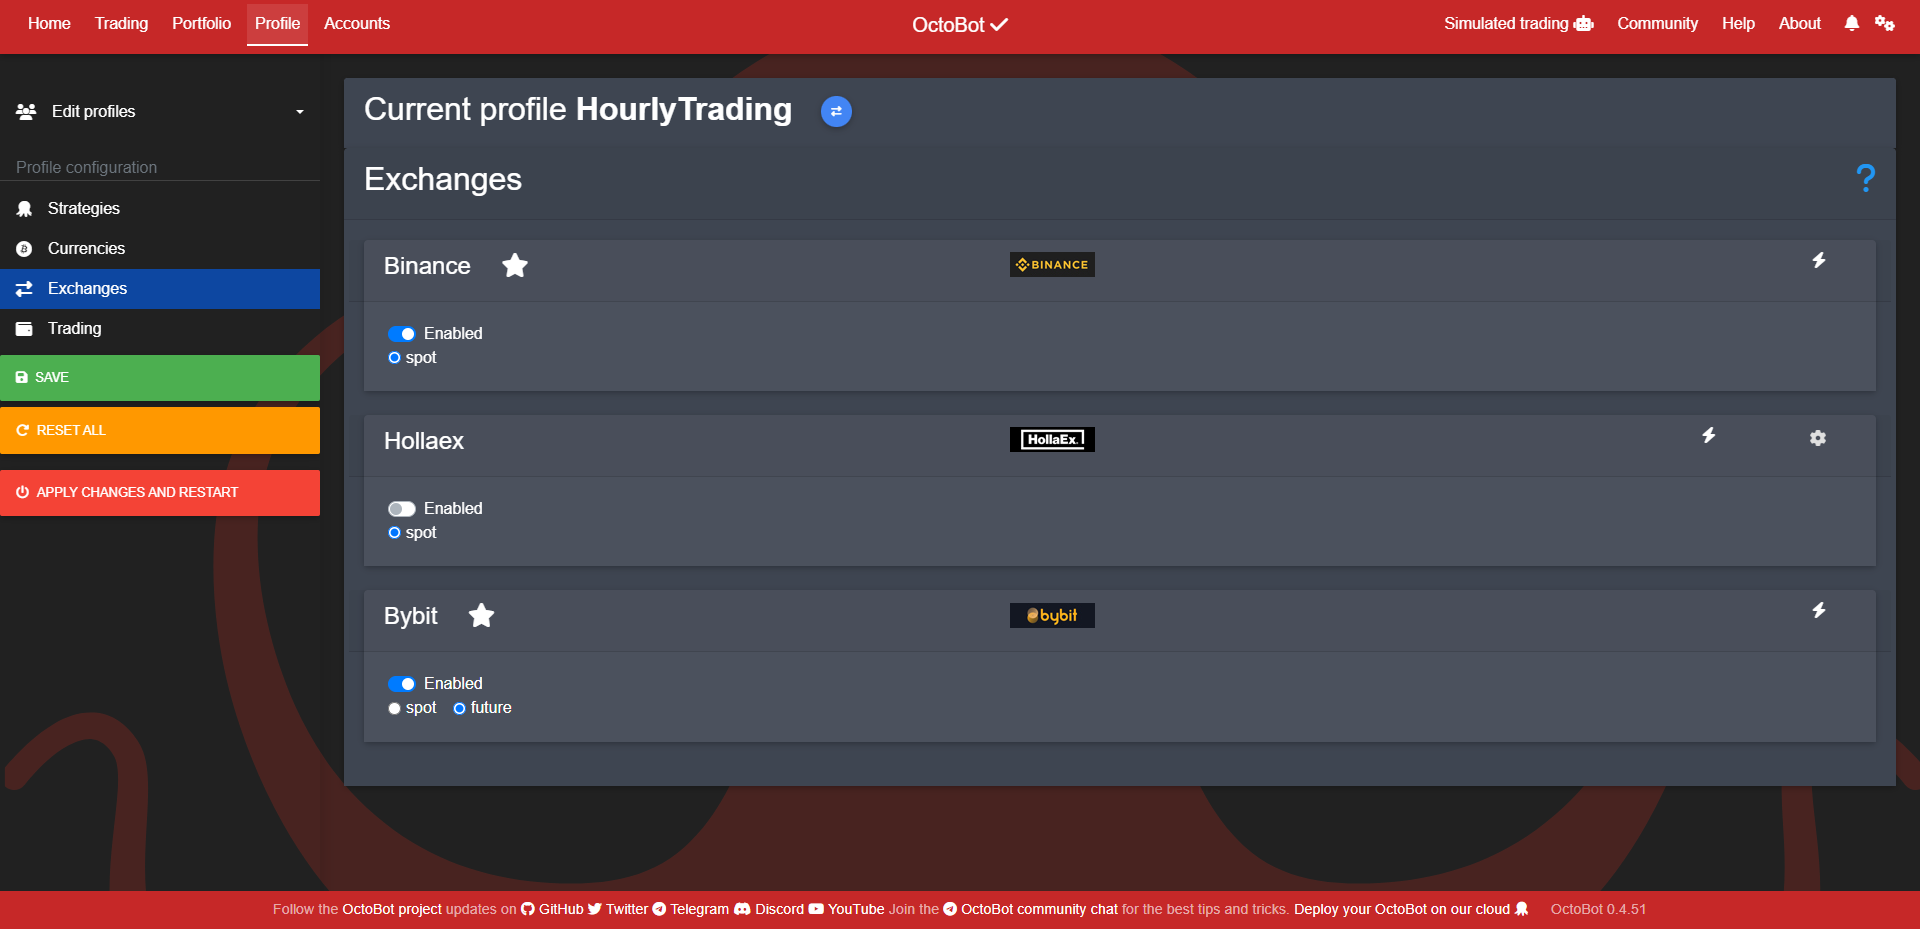 Home Trading Portfolio Profile Accounts OctoBot Simulated trading Community Help About
Edit profiles
Profile configuration
Strategies
Currencies
Exchanges
Trading
SAVE
RESET ALL
APPLY CHANGES AND RESTART
Current profile HourlyTrading
Exchanges
Binance BINANCE
Enabled
spot
Hollaex HollaEx.
Enabled
spot
Bybit bybit
Enabled
spot future
Follow the OctoBot project updates on GitHub Twitter Telegram Discord YouTube Join the OctoBot community chat for the best tips and tricks. Deploy your OctoBot on our cloud OctoBot 0.4.51